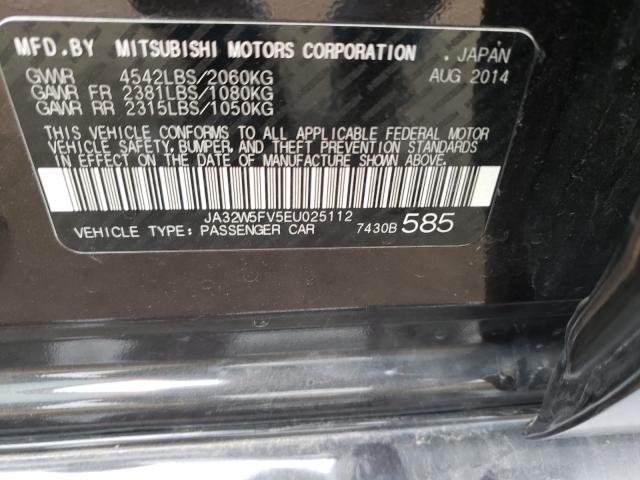 MFD.BY MITSUBISHI MOTORS CORPORATION . JAPAN
GVWR 4542LBS/2060KG AUG 2014
GAWR FR 2381LBS/1080KG
GAWR RR 2315LBS/1050KG
THIS VEHICLE CONFORMS TO ALL APPLICABLE FEDERAL MOTOR
VEHICLE SAFETY, BUMPER, AND THEFT PREVENTION STANDARDS
IN EFFECT ON THE DATE OF MANUFACTURE SHOWN ABOVE.
JA32W5FV5EU025112
VEHICLE TYPE: PASSENGER CAR 7430B 585